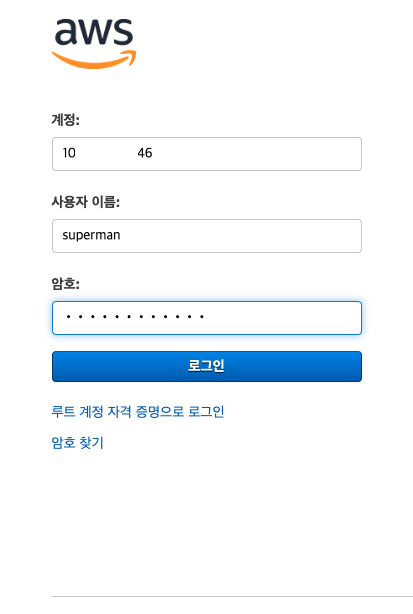 aws
계정:
10 46
사용자 이름:
superman
암호:
••••••••••••
로그인
루트 계정 자격 증명으로 로그인
암호 찾기